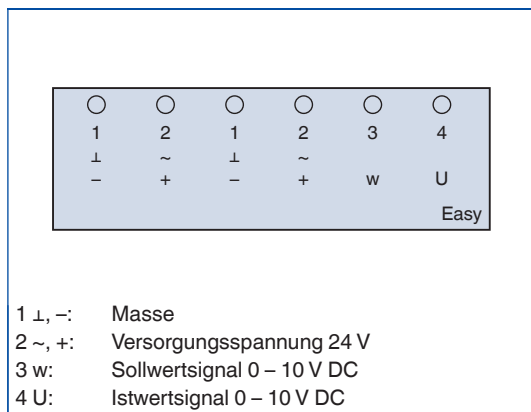 1 2 1 2 3 4
⊥ ~ ⊥ ~
– + – + w U
Easy
1 ⊥, –: Masse
2 ~, +: Versorgungsspannung 24 V
3 w: Sollwertsignal 0 – 10 V DC
4 U: Istwertsignal 0 – 10 V DC